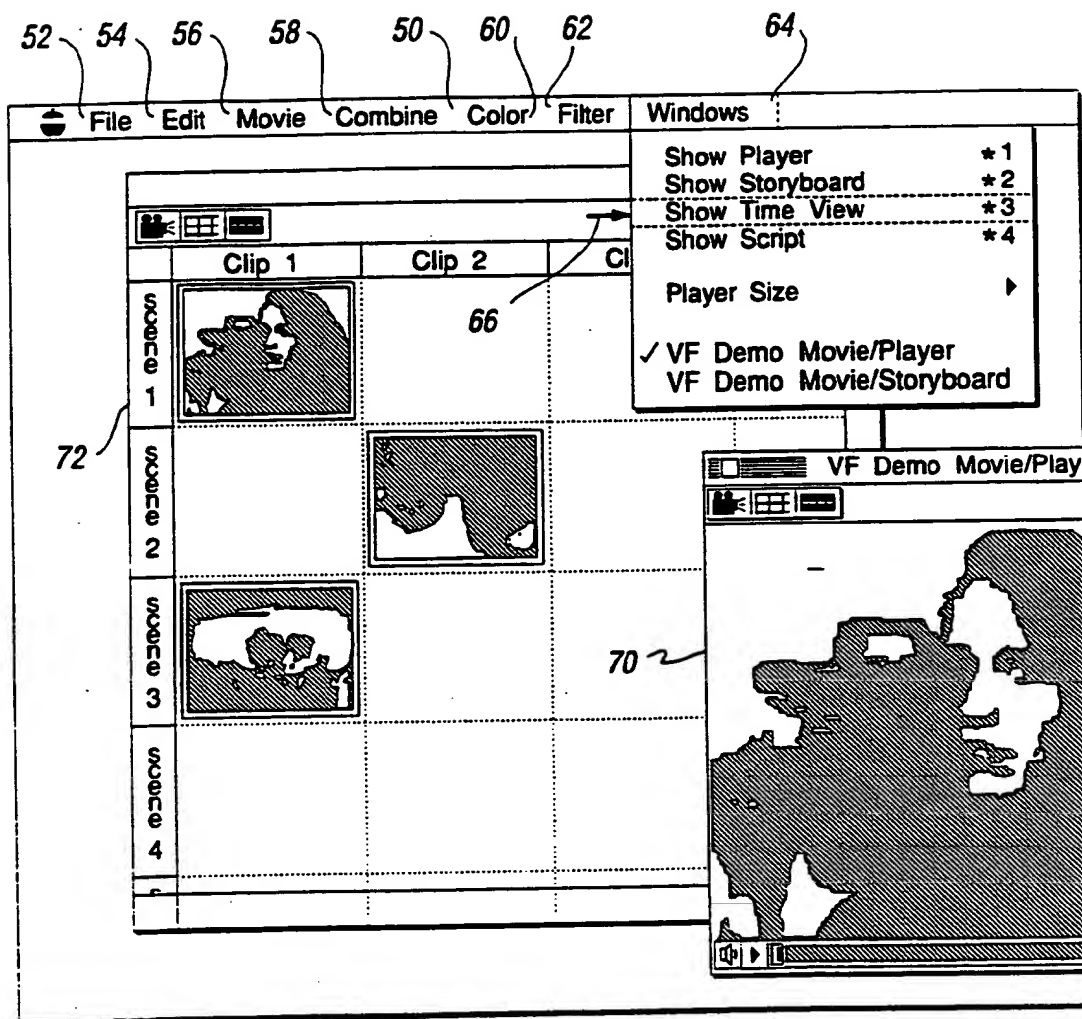 52 54 56 58 50 60 62 64
File Edit Movie Combine Color Filter Windows
Show Player *1
Show Storyboard *2
Show Time View *3
Show Script *4
Player Size
✓ VF Demo Movie/Player
VF Demo Movie/Storyboard
66
Clip 1 Clip 2 Cl
scene 1
72
scene 2
scene 3
scene 4
VF Demo Movie/Play
70